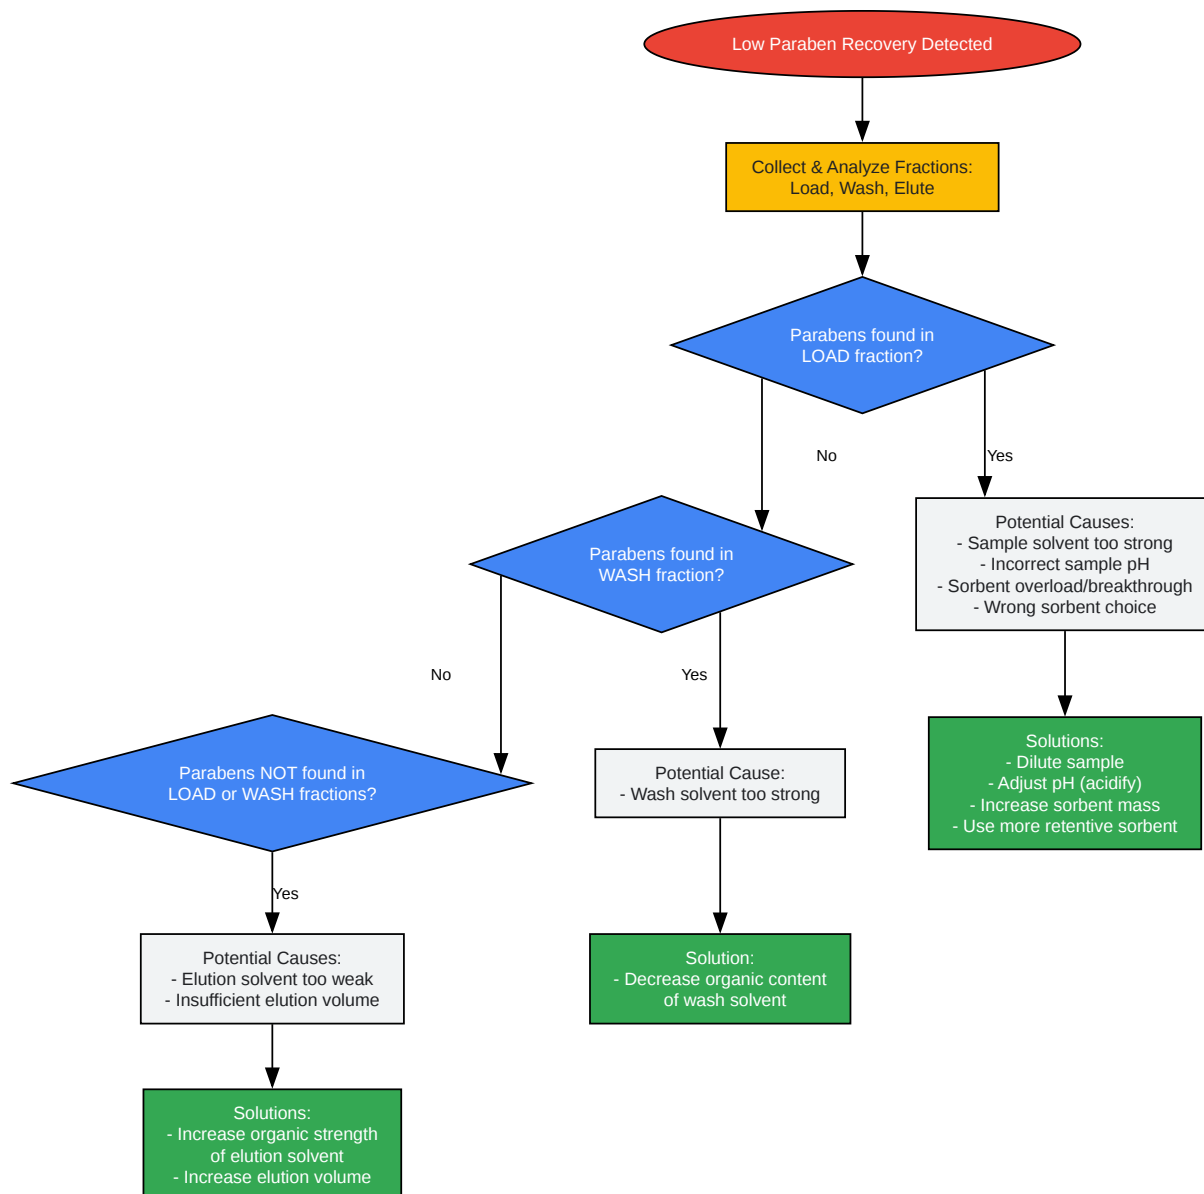 Low Paraben Recovery Detected
Collect & Analyze Fractions:
Load, Wash, Elute
Parabens found in
LOAD fraction?
No
Yes
Parabens found in
WASH fraction?
Potential Causes:
- Sample solvent too strong
- Incorrect sample pH
- Sorbent overload/breakthrough
- Wrong sorbent choice
No
Yes
Solutions:
- Dilute sample
- Adjust pH (acidify)
- Increase sorbent mass
- Use more retentive sorbent
Parabens NOT found in
LOAD or WASH fractions?
Potential Cause:
- Wash solvent too strong
Yes
Potential Causes:
- Elution solvent too weak
- Insufficient elution volume
Solution:
- Decrease organic content
of wash solvent
Solutions:
- Increase organic strength
of elution solvent
- Increase elution volume